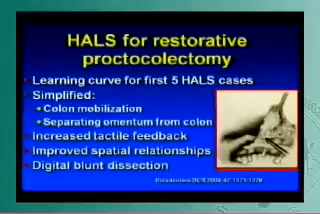 HALS for restorative
proctocolectomy
Learning curve for first 5 HALS cases
Simplified:
Colon mobilization
Separating omentum from colon
Increased tactile feedback
Improved spatial relationships
Digital blunt dissection